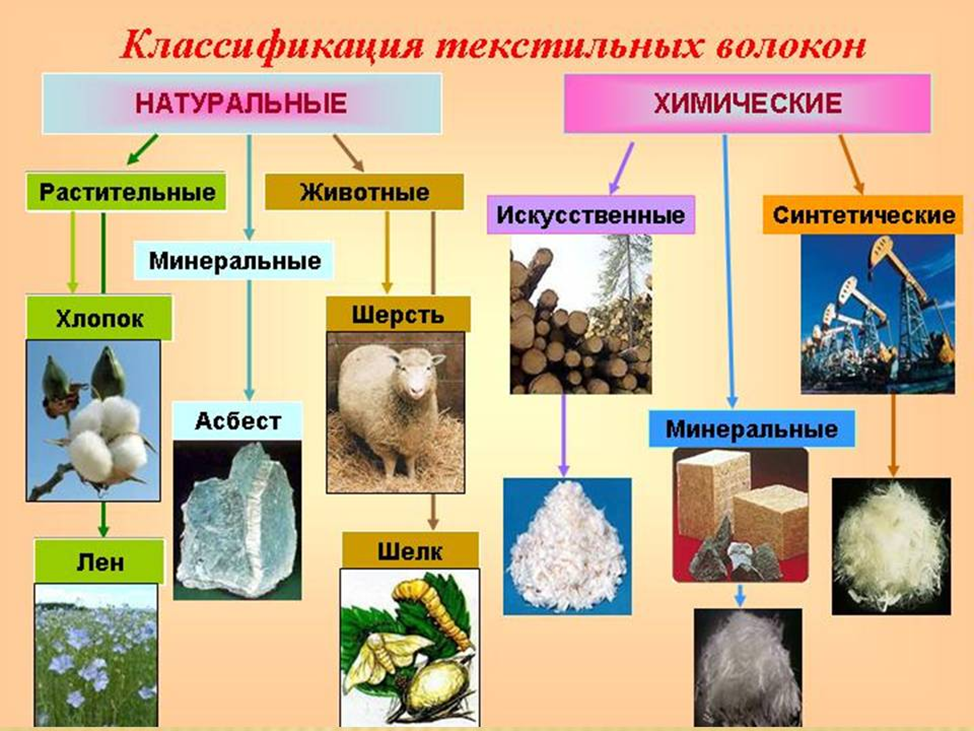 Классификация текстильных волокон
НАТУРАЛЬНЫЕ
ХИМИЧЕСКИЕ
Растительные
Животные
Искусственные
Синтетические
Минеральные
Хлопок
Шерсть
Асбест
Минеральные
Лен
Шелк